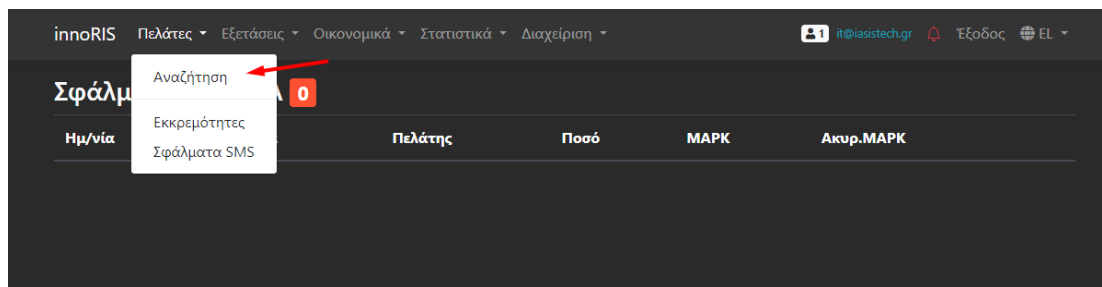 innoRIS Πελάτες Εξετάσεις Οικονομικά Στατιστικά Διαχείριση 1 it@iasistech.gr Έξοδος EL
Αναζήτηση
Σφάλμ 0
Εκκρεμότητες
Ημ/νία Πελάτης Ποσό ΜΑΡΚ Ακυρ.ΜΑΡΚ
Σφάλματα SMS